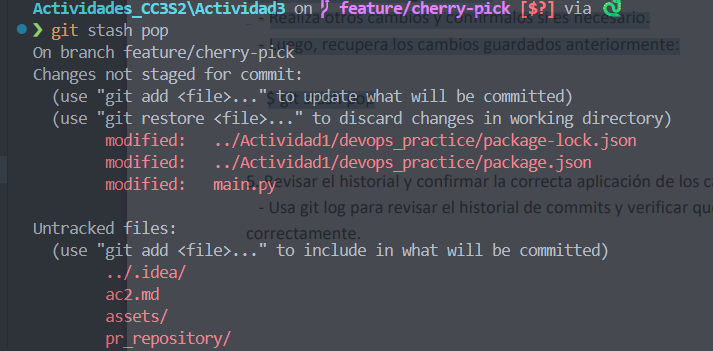 Actividades_CC3S2\Actividad3 on feature/cherry-pick [$?] via
- Realiza otros cambios y confírmalos si es necesario.
❯ git stash pop
- Luego, recupera los cambios guardados anteriormente:
On branch feature/cherry-pick
Changes not staged for commit:
(use "git add <file>..." to update what will be committed)
$ git stash pop
(use "git restore <file>..." to discard changes in working directory)
modified: ../Actividad1/devops_practice/package-lock.json
modified: ../Actividad1/devops_practice/package.json
modified: main.py
Revisar el historial y confirmar la correcta aplicación de los ca
- Usa git log para revisar el historial de commits y verificar que
Untracked files:
correctamente.
(use "git add <file>..." to include in what will be committed)
../.idea/
ac2.md
assets/
pr_repository/